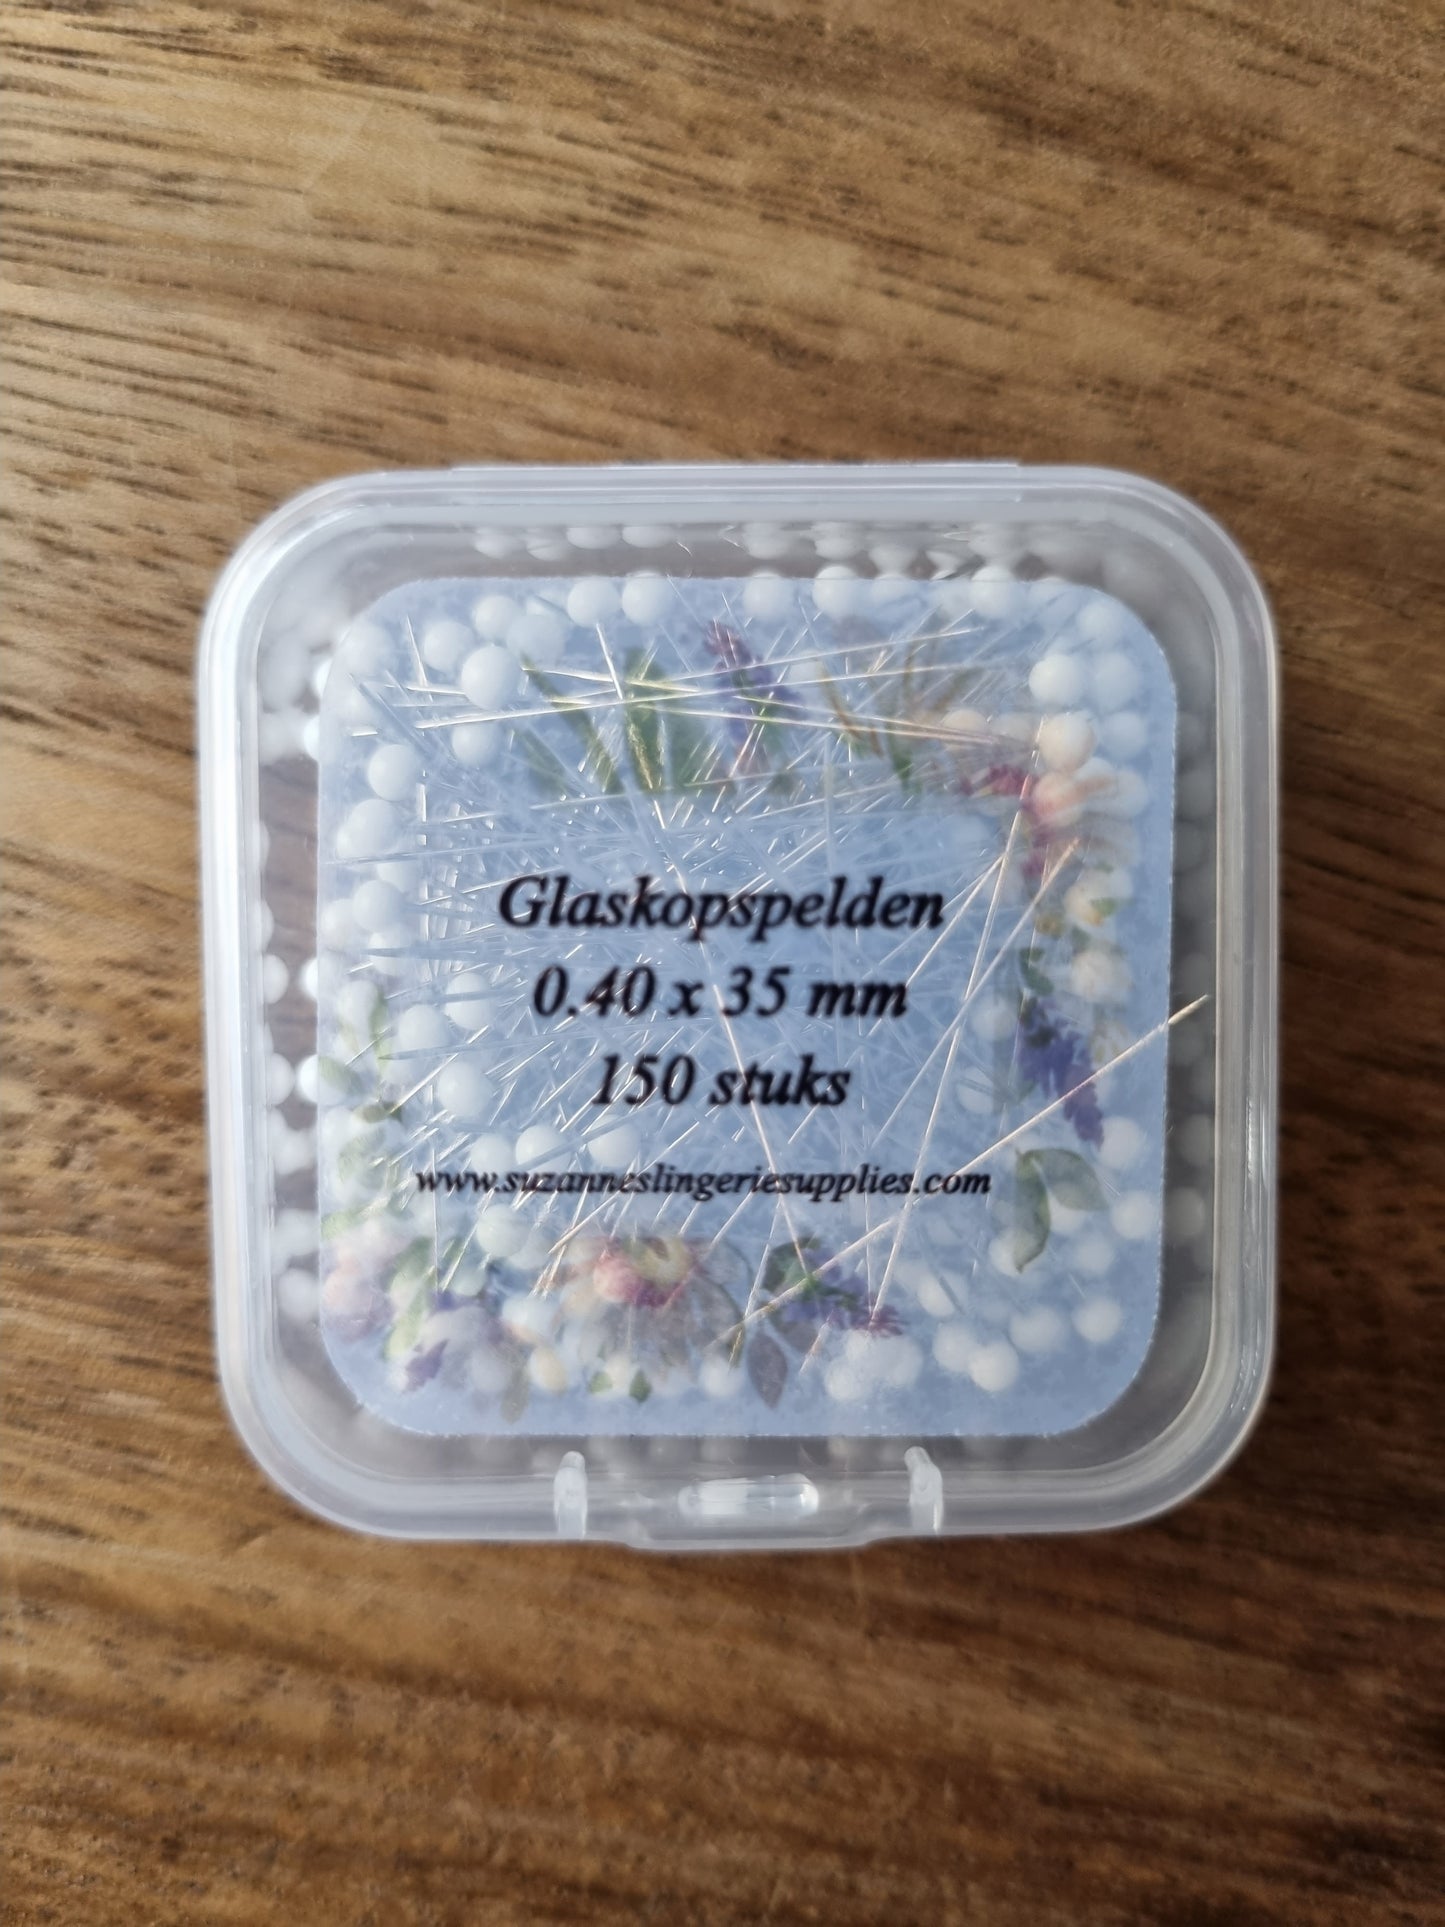 Glaskopspelden
0.40 x 35 mm
150 stuks
www.suzanneslingeriesupplies.com